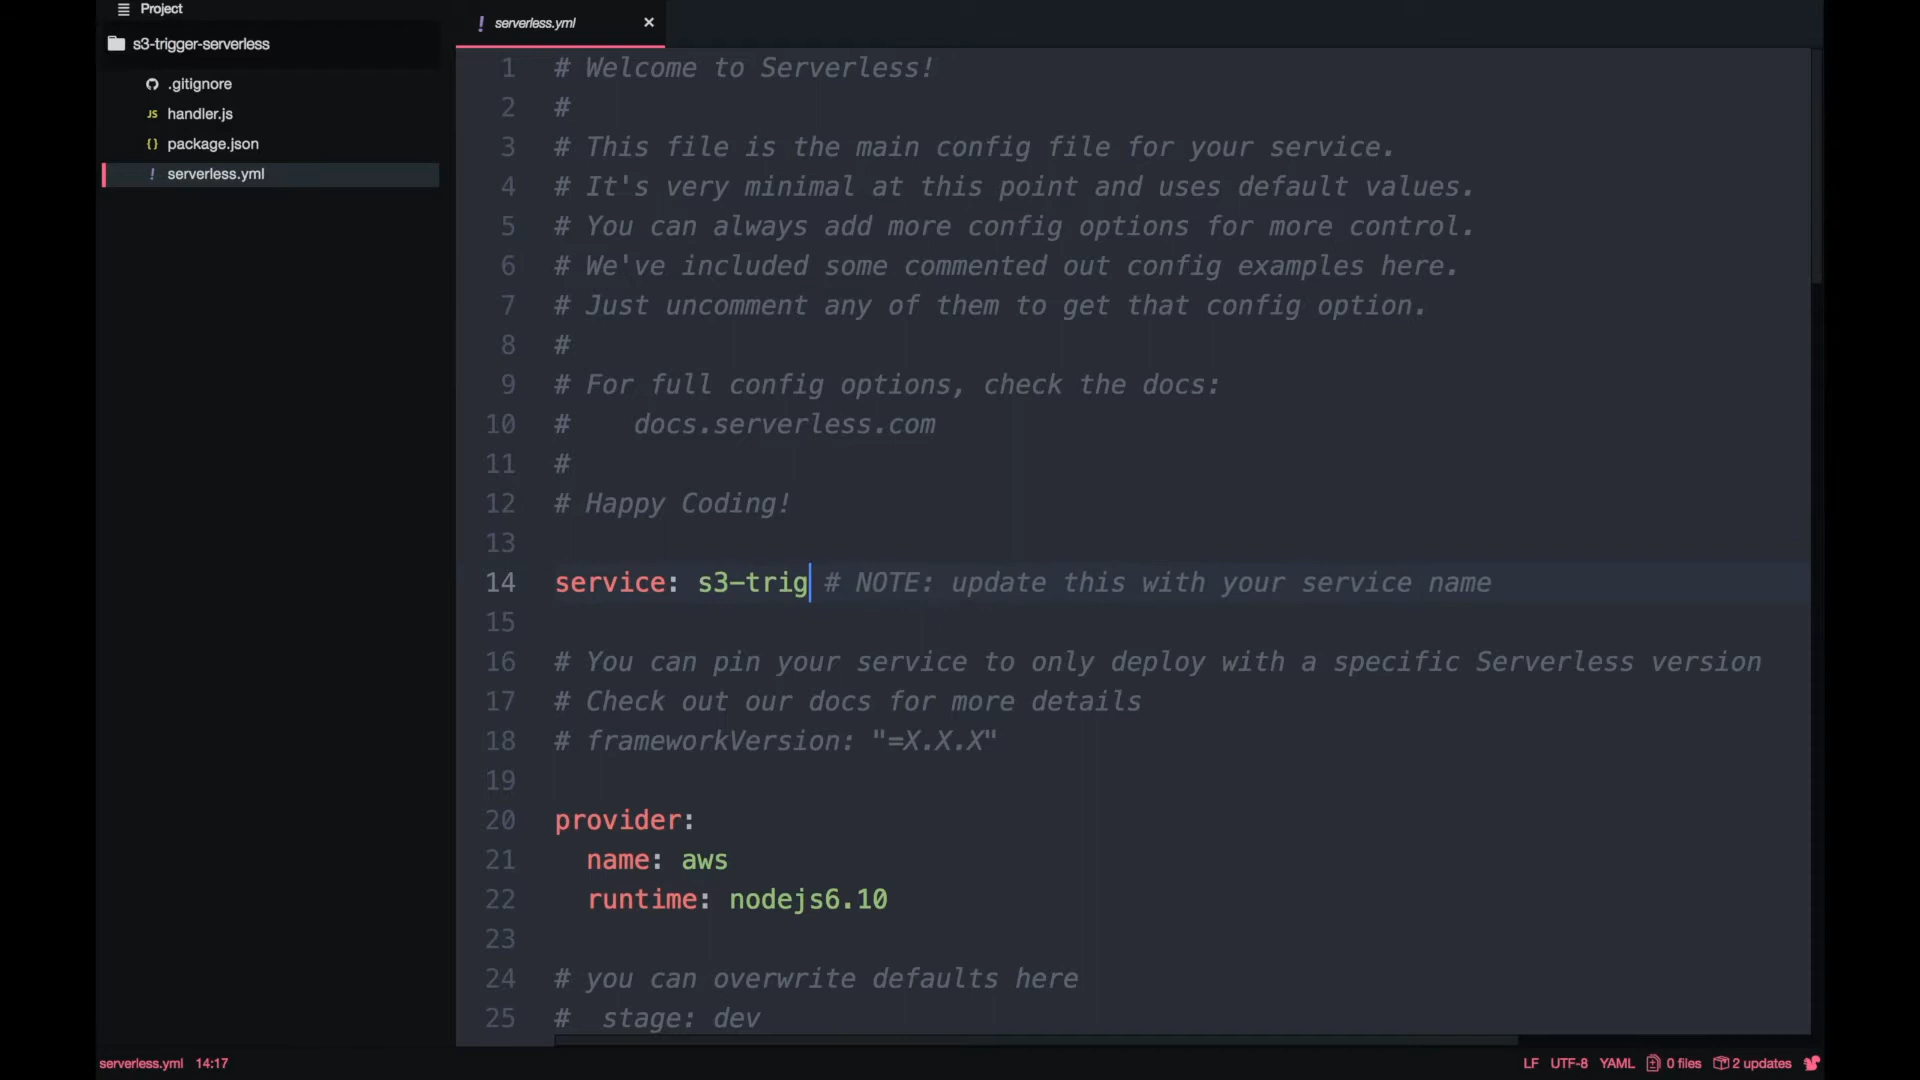 Project
s3-trigger-serverless
.gitignore
JS handler.js
{} package.json
! serverless.yml
! serverless.yml ×
1 # Welcome to Serverless!
2 #
3 # This file is the main config file for your service.
4 # It's very minimal at this point and uses default values.
5 # You can always add more config options for more control.
6 # We've included some commented out config examples here.
7 # Just uncomment any of them to get that config option.
8 #
9 # For full config options, check the docs:
10 #    docs.serverless.com
11 #
12 # Happy Coding!
13
14 service: s3-trig # NOTE: update this with your service name
15
16 # You can pin your service to only deploy with a specific Serverless version
17 # Check out our docs for more details
18 # frameworkVersion: "=X.X.X"
19
20 provider:
21   name: aws
22   runtime: nodejs6.10
23
24 # you can overwrite defaults here
25 #  stage: dev
serverless.yml 14:17
LF UTF-8 YAML 0 files 2 updates